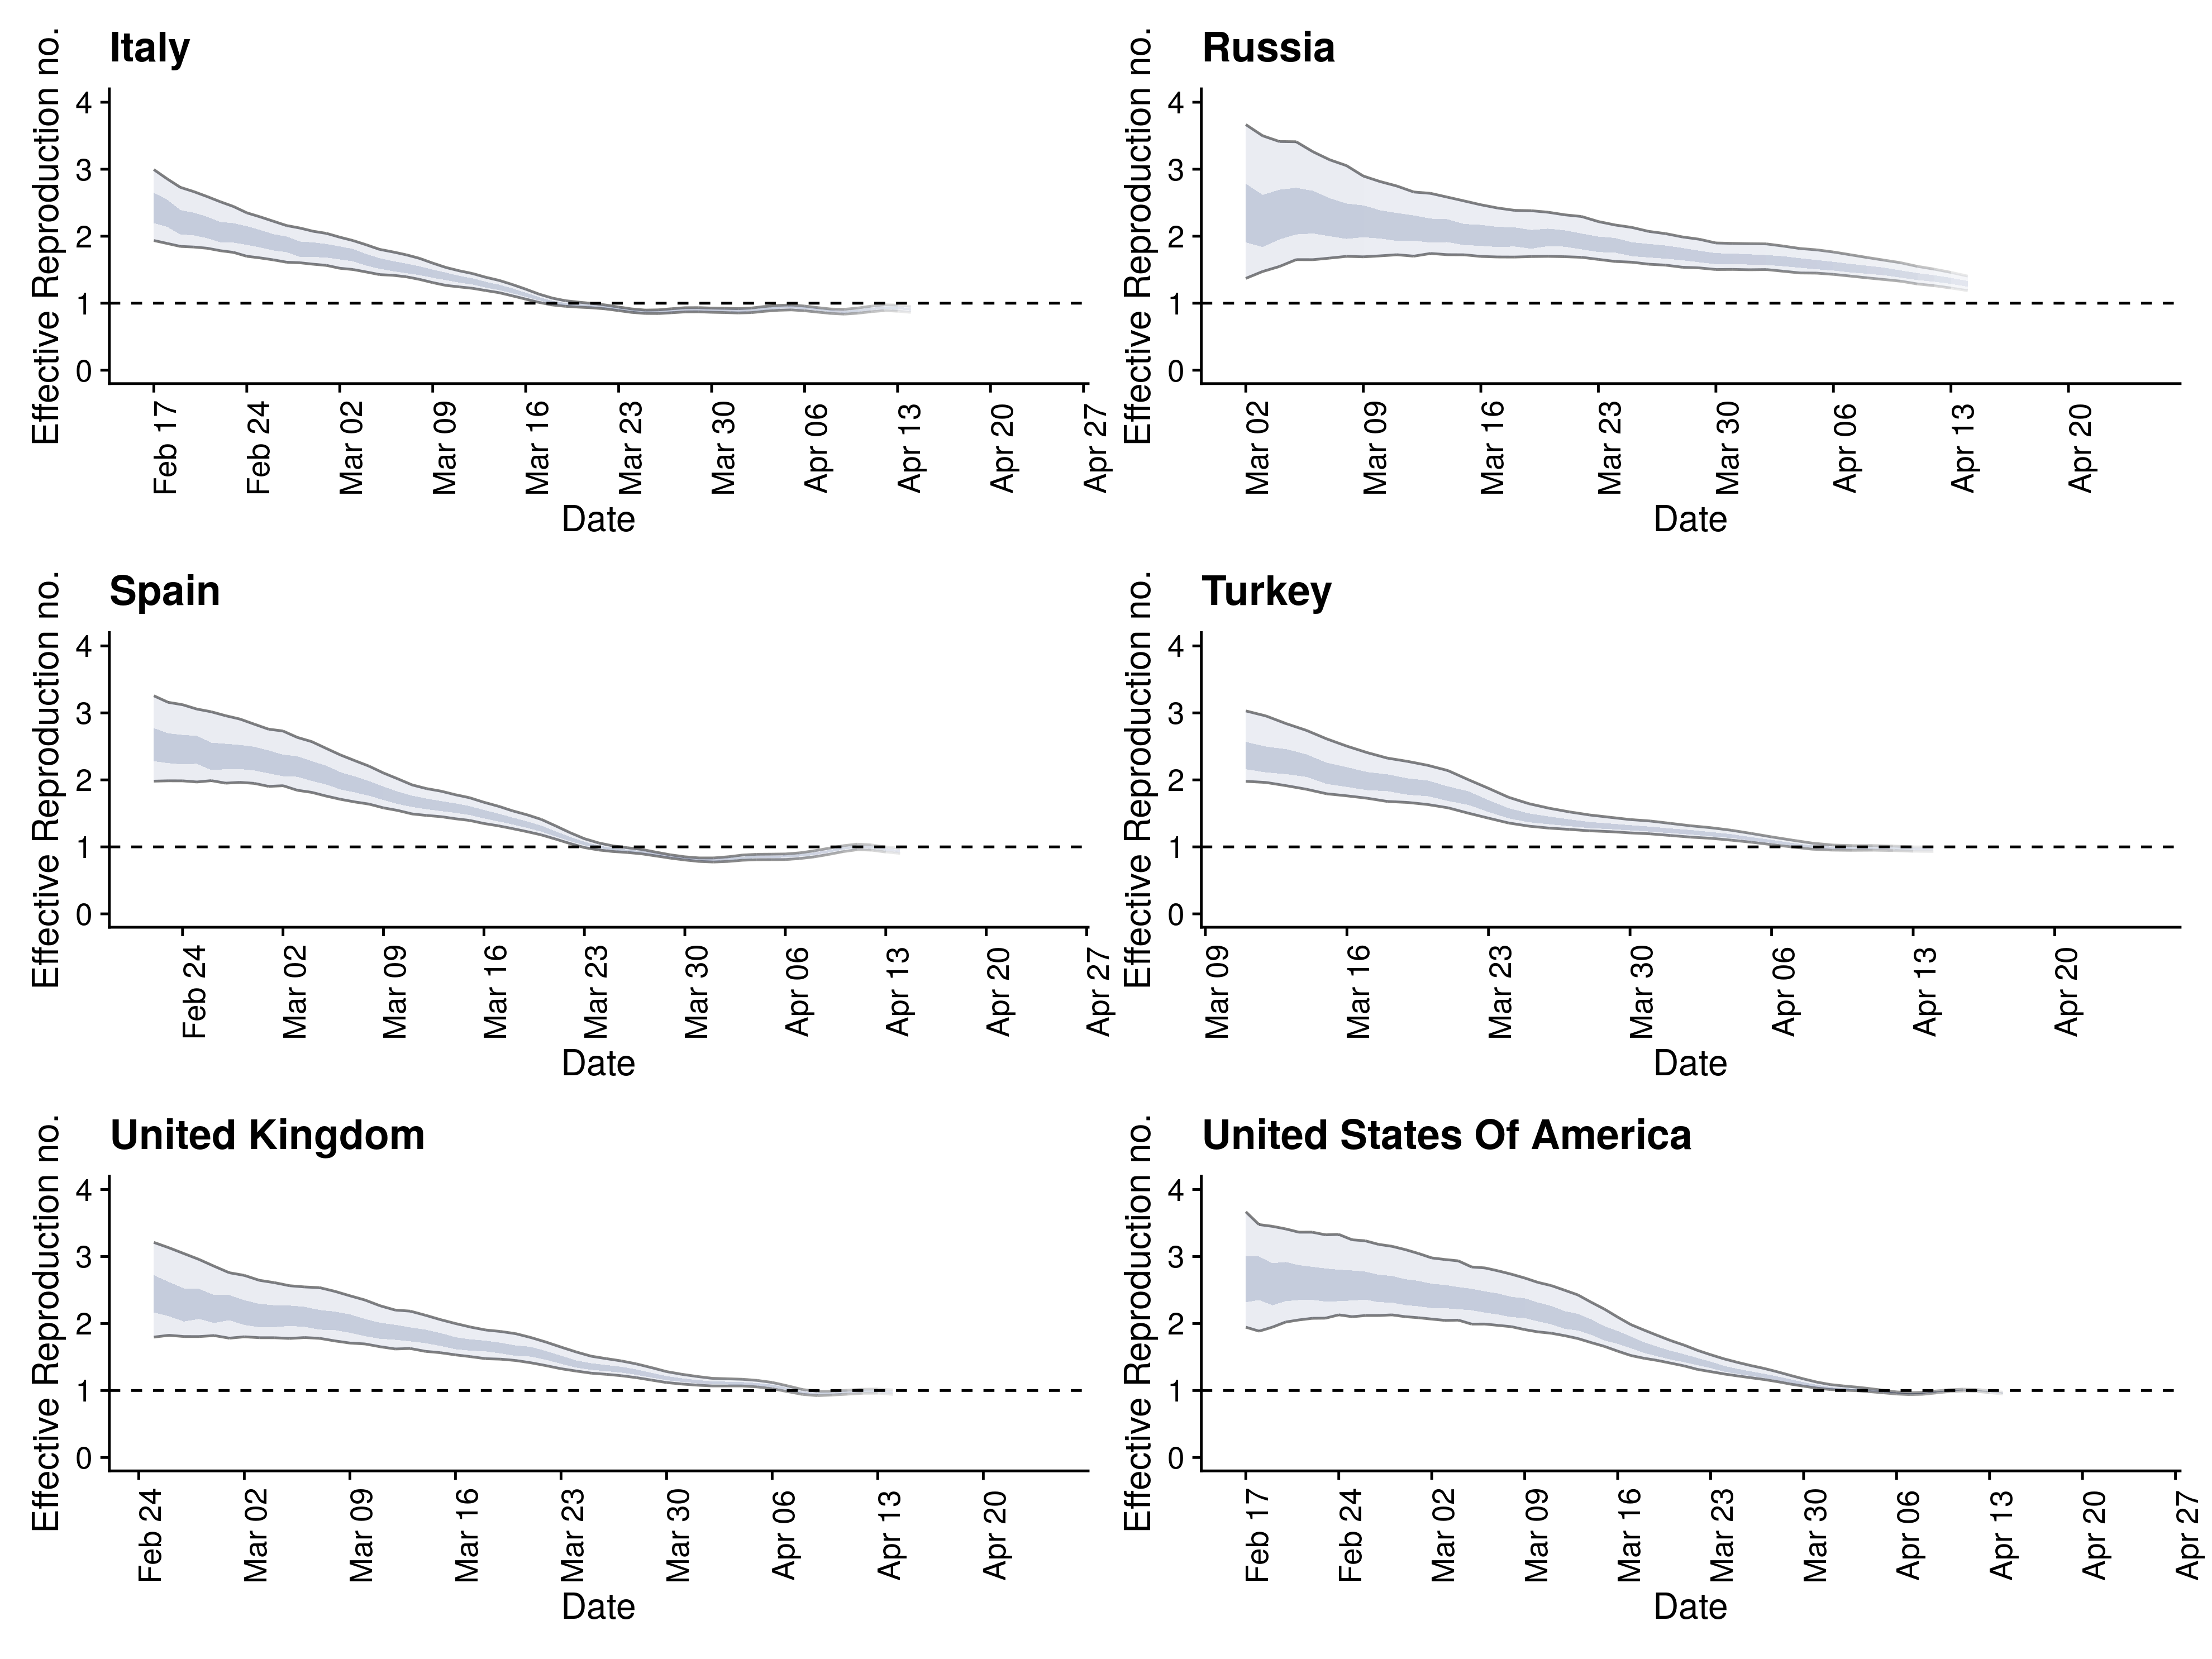 Italy
Effective Reproduction no.
4
3
2
1
0
Feb 17
Feb 24
Mar 02
Mar 09
Mar 16
Mar 23
Mar 30
Apr 06
Apr 13
Apr 20
Apr 27
Date
Russia
Effective Reproduction no.
4
3
2
1
0
Mar 02
Mar 09
Mar 16
Mar 23
Mar 30
Apr 06
Apr 13
Apr 20
Date
Spain
Effective Reproduction no.
4
3
2
1
0
Feb 24
Mar 02
Mar 09
Mar 16
Mar 23
Mar 30
Apr 06
Apr 13
Apr 20
Apr 27
Date
Turkey
Effective Reproduction no.
4
3
2
1
0
Mar 09
Mar 16
Mar 23
Mar 30
Apr 06
Apr 13
Apr 20
Date
United Kingdom
Effective Reproduction no.
4
3
2
1
0
Feb 24
Mar 02
Mar 09
Mar 16
Mar 23
Mar 30
Apr 06
Apr 13
Apr 20
Date
United States Of America
Effective Reproduction no.
4
3
2
1
0
Feb 17
Feb 24
Mar 02
Mar 09
Mar 16
Mar 23
Mar 30
Apr 06
Apr 13
Apr 20
Apr 27
Date